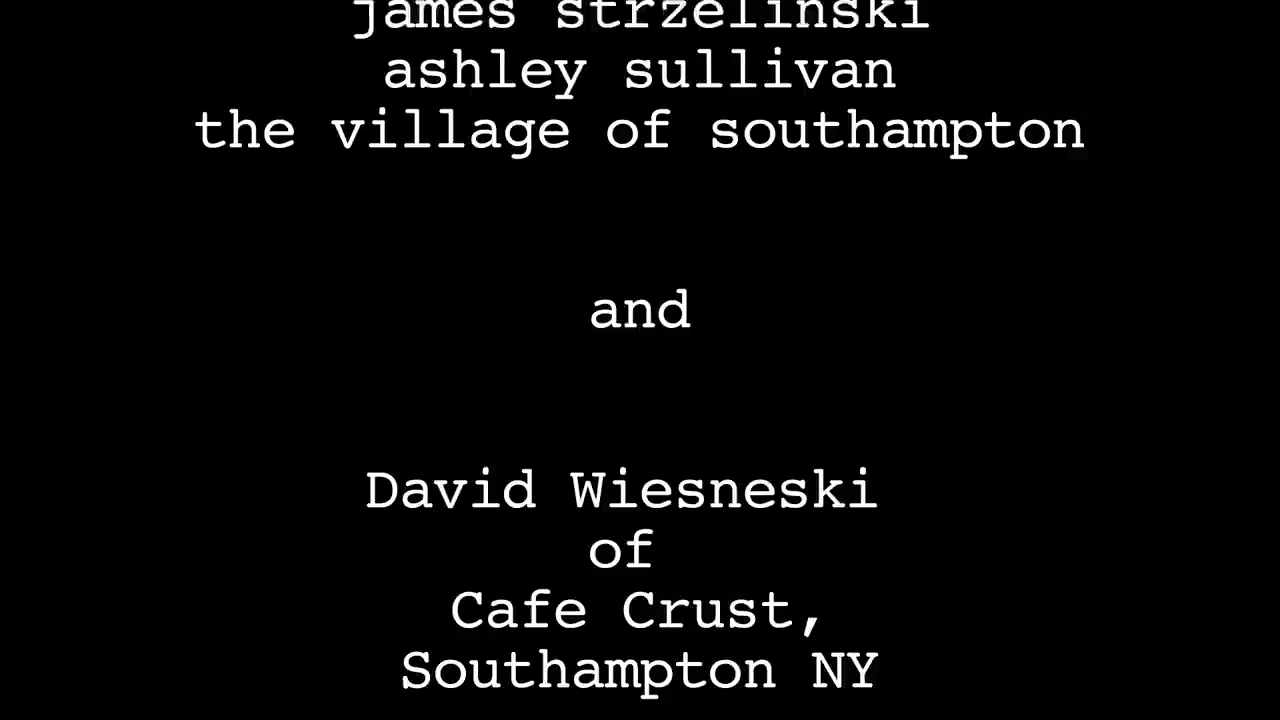 james strzelinski
ashley sullivan
the village of southampton
and
David Wiesneski
of
Cafe Crust,
Southampton NY